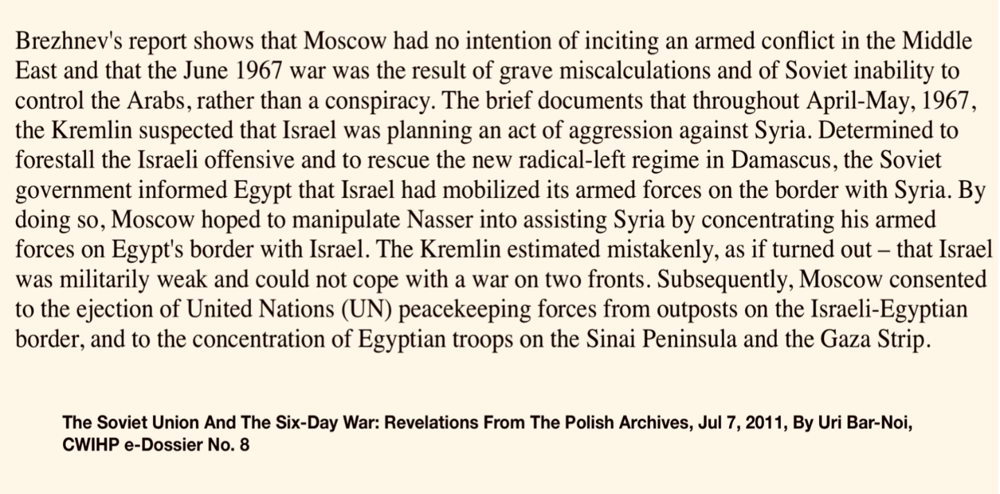 Brezhnev's report shows that Moscow had no intention of inciting an armed conflict in the Middle
East and that the June 1967 war was the result of grave miscalculations and of Soviet inability to
control the Arabs, rather than a conspiracy. The brief documents that throughout April-May, 1967,
the Kremlin suspected that Israel was planning an act of aggression against Syria. Determined to
forestall the Israeli offensive and to rescue the new radical-left regime in Damascus, the Soviet
government informed Egypt that Israel had mobilized its armed forces on the border with Syria. By
doing so, Moscow hoped to manipulate Nasser into assisting Syria by concentrating his armed
forces on Egypt's border with Israel. The Kremlin estimated mistakenly, as if turned out – that Israel
was militarily weak and could not cope with a war on two fronts. Subsequently, Moscow consented
to the ejection of United Nations (UN) peacekeeping forces from outposts on the Israeli-Egyptian
border, and to the concentration of Egyptian troops on the Sinai Peninsula and the Gaza Strip.
The Soviet Union And The Six-Day War: Revelations From The Polish Archives, Jul 7, 2011, By Uri Bar-Noi,
CWIHP e-Dossier No. 8